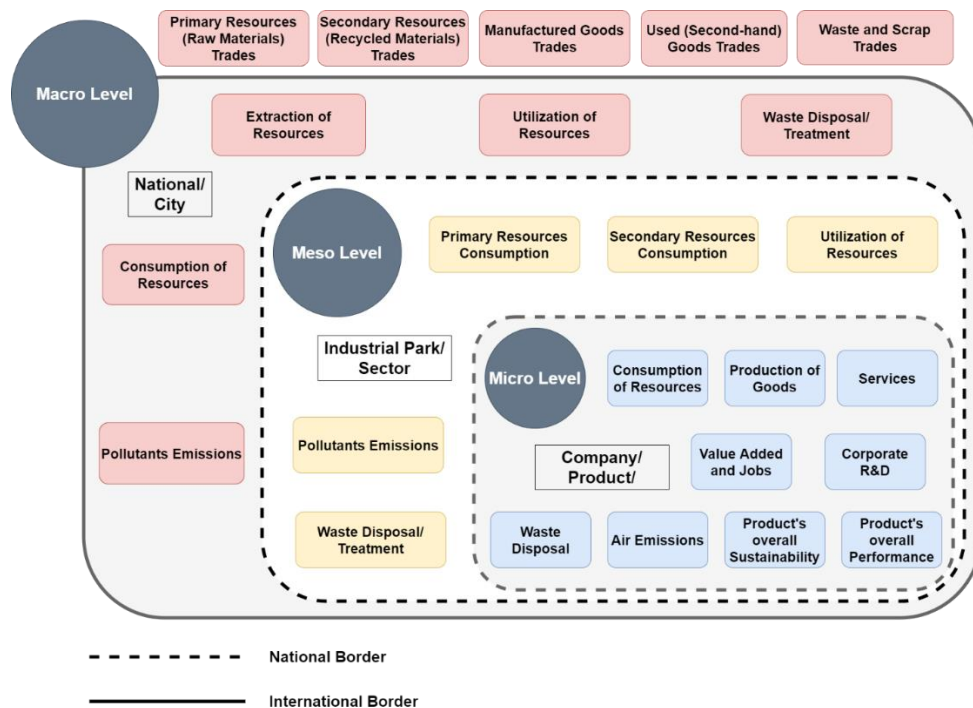 Primary Resources
(Raw Materials)
Trades
Secondary Resources
(Recycled Materials)
Trades
Manufactured Goods
Trades
Used (Second-hand)
Goods Trades
Waste and Scrap
Trades
Macro Level
Extraction of
Resources
Utilization of
Resources
Waste Disposal/
Treatment
National/
City
Meso Level
Primary Resources
Consumption
Secondary Resources
Consumption
Utilization of
Resources
Consumption of
Resources
Industrial Park/
Sector
Micro Level
Consumption
of Resources
Production of
Goods
Services
Pollutants Emissions
Pollutants Emissions
Company/
Product/
Value Added
and Jobs
Corporate
R&D
Waste Disposal/
Treatment
Waste
Disposal
Air Emissions
Product's
overall
Sustainability
Product's
overall
Performance
National Border
International Border